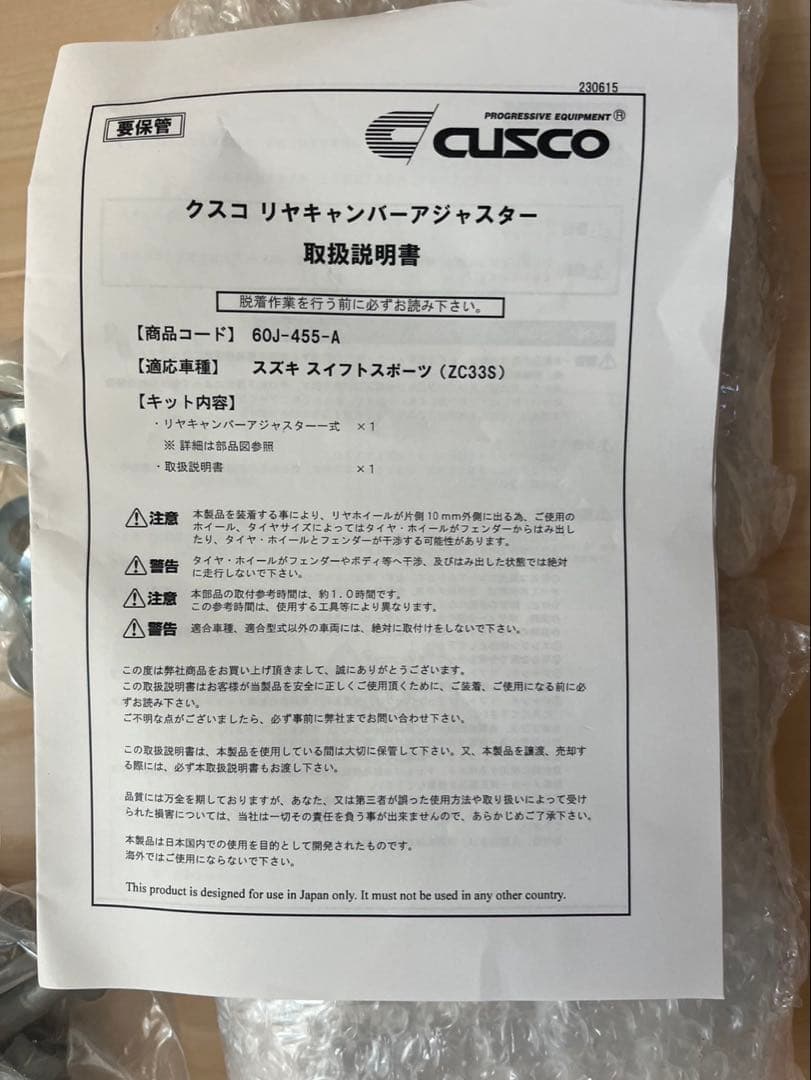 230615
要保管
PROGRESSIVE EQUIPMENT®
CUSCO
クスコ リヤキャンバーアジャスター
取扱説明書
脱着作業を行う前に必ずお読み下さい。
【商品コード】 60J-455-A
【適応車種】 スズキ スイフトスポーツ（ZC33S）
【キット内容】
・リヤキャンバーアジャスター一式 ×1
※ 詳細は部品図参照
・取扱説明書 ×1
⚠注意 本製品を装着する事により、リヤホイールが片側10mm外側に出る為、ご使用の
ホイール、タイヤサイズによってはタイヤ・ホイールがフェンダーからはみ出し
たり、タイヤ・ホイールとフェンダーが干渉する可能性があります。
⚠警告 タイヤ・ホイールがフェンダーやボディ等へ干渉、及びはみ出した状態では絶対
に走行しないで下さい。
⚠注意 本部品の取付参考時間は、約1.0時間です。
この参考時間は、使用する工具等により異なります。
⚠警告 適合車種、適合型式以外の車両には、絶対に取付けをしないで下さい。
この度は弊社商品をお買い上げ頂きまして、誠にありがとうございます。
この取扱説明書はお客様が当製品を安全に正しくご使用頂くために、ご装着、ご使用になる前に必
ずお読み下さい。
ご不明な点がございましたら、必ず事前に弊社までお問い合わせ下さい。
この取扱説明書は、本製品を使用している間は大切に保管して下さい。又、本製品を譲渡、売却す
る際には、必ず本取扱説明書もお渡し下さい。
品質には万全を期しておりますが、あなた、又は第三者が誤った使用方法や取り扱いによって受け
られた損害については、当社は一切その責任を負う事が出来ませんので、あらかじめご了承下さい。
本製品は日本国内での使用を目的として開発されたものです。
海外ではご使用にならないで下さい。
This product is designed for use in Japan only. It must not be used in any other country.